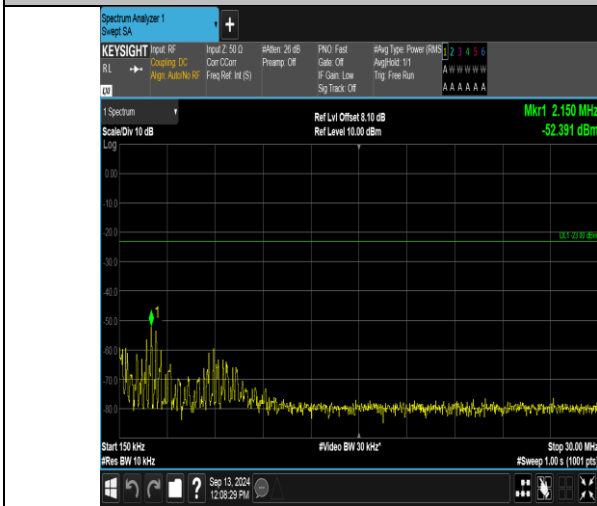 Spectrum Analyzer 1
Swept SA
+
KEYSIGHT
RL
Input: RF
Coupling: DC
Align: Auto/No RF
Input Z: 50 Ω
Corr CCorr
Freq Ref: Int (S)
#Atten: 26 dB
Preamp: Off
PNO: Fast
Gate: Off
IF Gain: Low
Sig Track: Off
#Avg Type: Power (RMS
Avg|Hold: 1/1
Trig: Free Run
1 2 3 4 5 6
A W W W W W
A A A A A A
1 Spectrum
Scale/Div 10 dB
Log
Ref Lvl Offset 8.10 dB
Ref Level 10.00 dBm
Mkr1 2.150 MHz
-52.391 dBm
0.00
-10.0
-20.0
DL1 -23.00 dBm
-30.0
-40.0
-50.0
1
-60.0
-70.0
-80.0
Start 150 kHz
#Res BW 10 kHz
#Video BW 30 kHz*
Stop 30.00 MHz
#Sweep 1.00 s (1001 pts)
?
Sep 13, 2024
12:08:29 PM